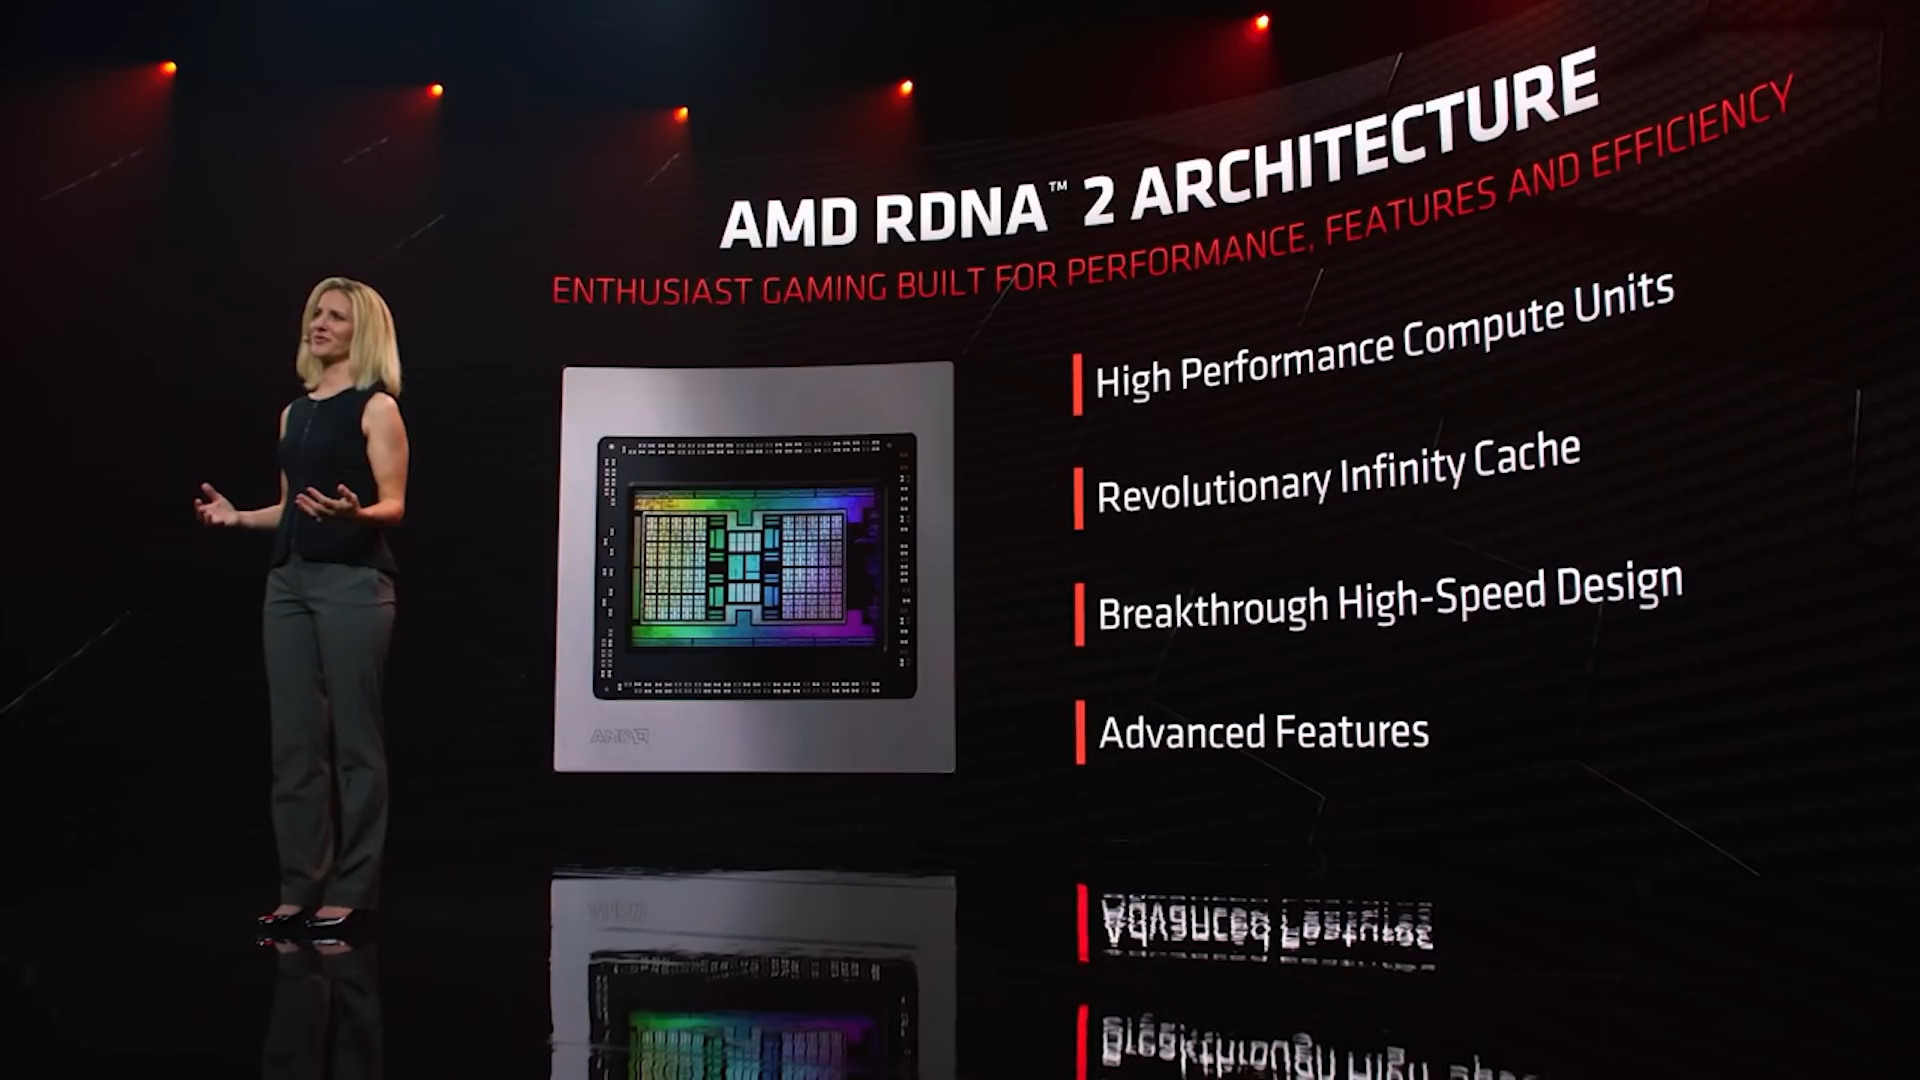 AMD RDNA™ 2 ARCHITECTURE
ENTHUSIAST GAMING BUILT FOR PERFORMANCE, FEATURES AND EFFICIENCY
High Performance Compute Units
Revolutionary Infinity Cache
Breakthrough High-Speed Design
Advanced Features
AMD